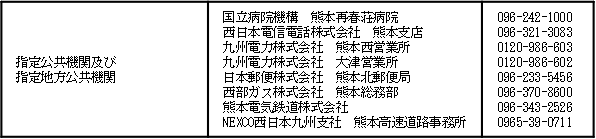 指定公共機関及び
指定地方公共機関
国立病院機構　熊本再春荘病院　096-242-1000
西日本電信電話株式会社　熊本支店　096-321-3083
九州電力株式会社　熊本西営業所　0120-986-603
九州電力株式会社　大津営業所　0120-986-602
日本郵便株式会社　熊本北郵便局　096-233-5456
西部ガス株式会社　熊本総務部　096-370-8600
熊本電気鉄道株式会社　096-343-2526
NEXCO西日本九州支社　熊本高速道路事務所　0965-39-0711